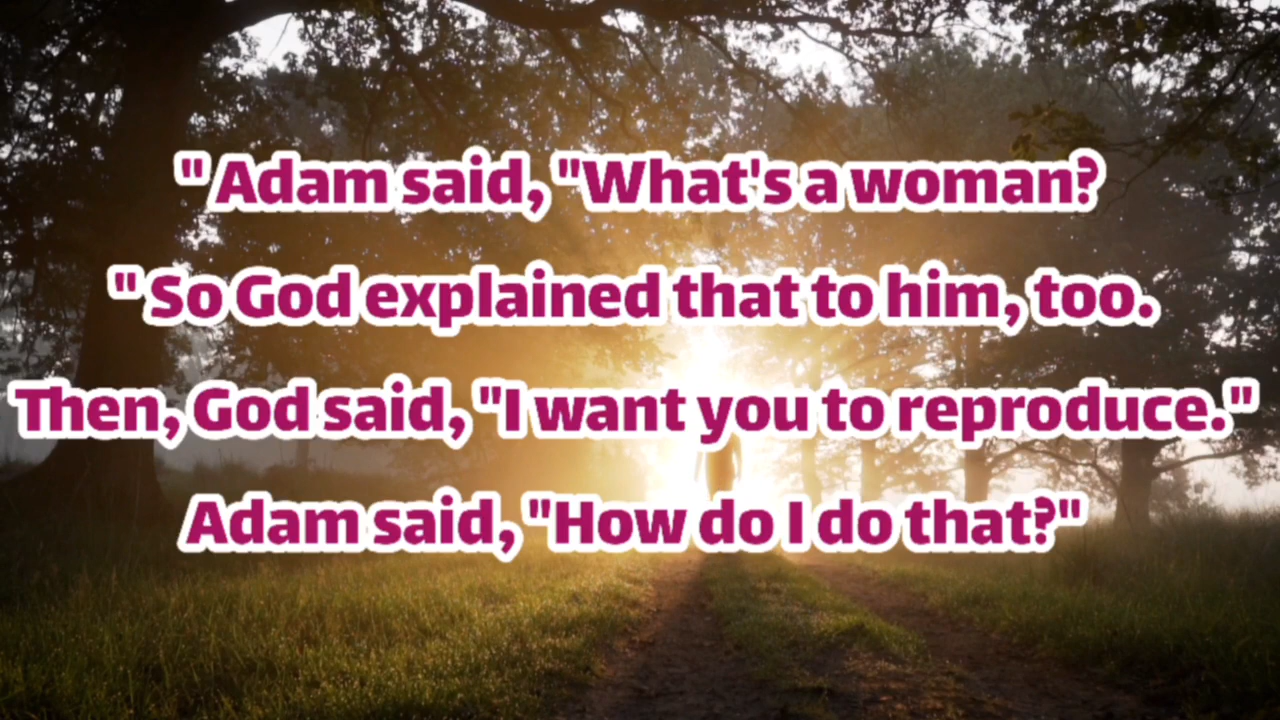 " Adam said, "What's a woman?
" So God explained that to him, too.
Then, God said, "I want you to reproduce."
Adam said, "How do I do that?"